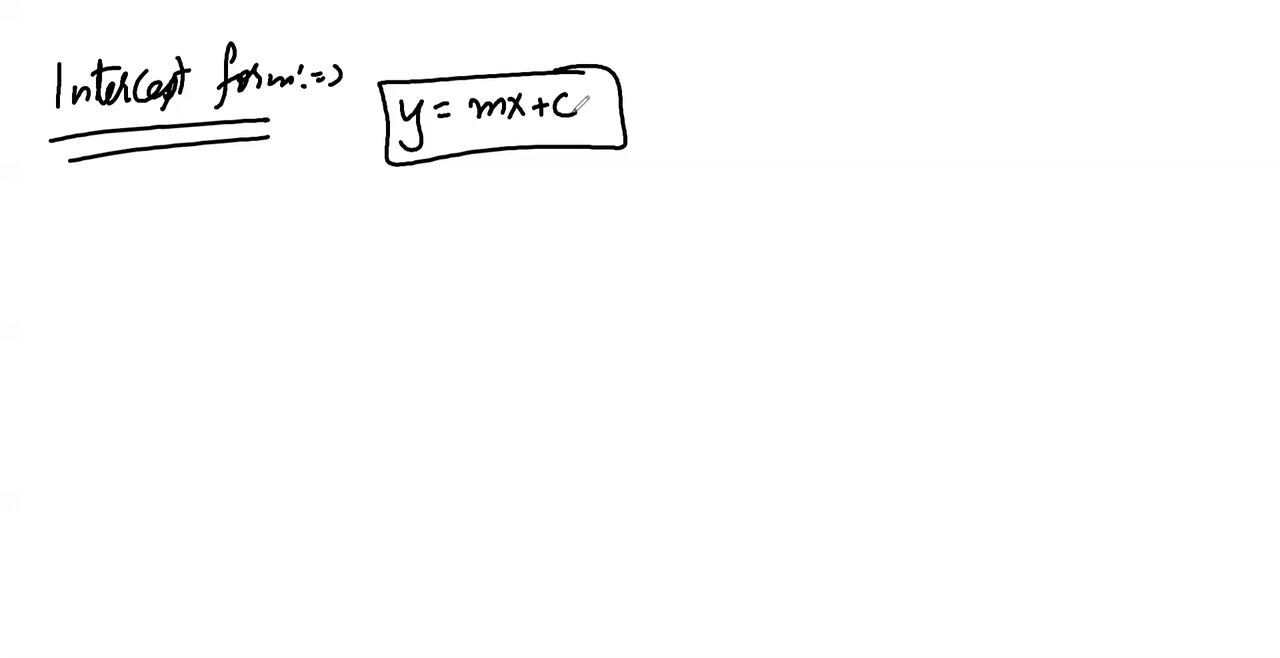 Intercept form:=> y = mx+c